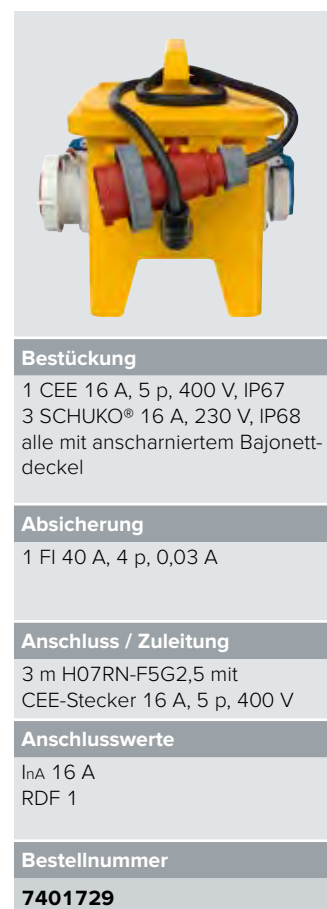 Bestückung
1 CEE 16 A, 5 p, 400 V, IP67
3 SCHUKO® 16 A, 230 V, IP68
alle mit anscharniertem Bajonett-
deckel
Absicherung
1 FI 40 A, 4 p, 0,03 A
Anschluss / Zuleitung
3 m H07RN-F5G2,5 mit
CEE-Stecker 16 A, 5 p, 400 V
Anschlusswerte
InA 16 A
RDF 1
Bestellnummer
7401729